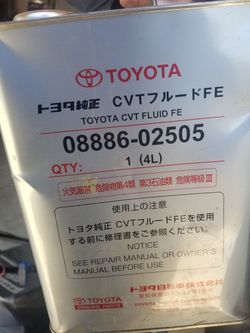 TOYOTA
トヨタ純正 CVTフルードFE
TOYOTA CVT FLUID FE
08886-02505
QTY: 1 (4L)
火気厳禁 危険物第4類 第3石油類 危険等級Ⅲ
使用上の注意
トヨタ純正 CVTフルードFEを使用
する前に修理書をご参照ください。
NOTICE
SEE REPAIR MANUAL OR OWNER'S
MANUAL BEFORE USE
トヨタ自動車株式会社
TOYOTA
GENUINE PARTS